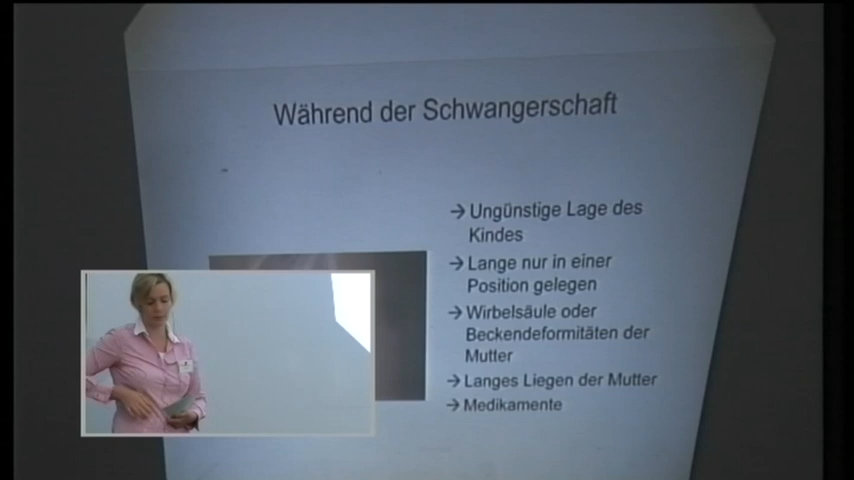 Während der Schwangerschaft
→ Ungünstige Lage des
Kindes
→ Lange nur in einer
Position gelegen
→ Wirbelsäule oder
Beckendeformitäten der
Mutter
→ Langes Liegen der Mutter
→ Medikamente